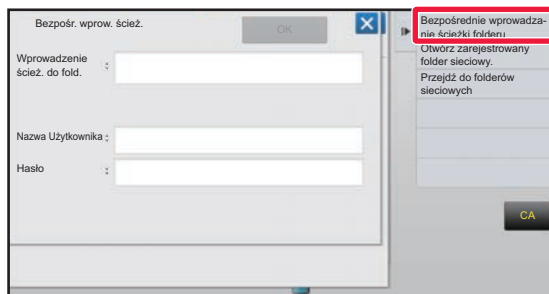 Bezpośr. wprow. ścież.
OK
Wprowadzenie :
ścież. do fold.
Nazwa Użytkownika :
Hasło :
Bezpośrednie wprowadza-
nie ścieżki folderu
Otwórz zarejestrowany
folder sieciowy.
Przejdź do folderów
sieciowych
CA